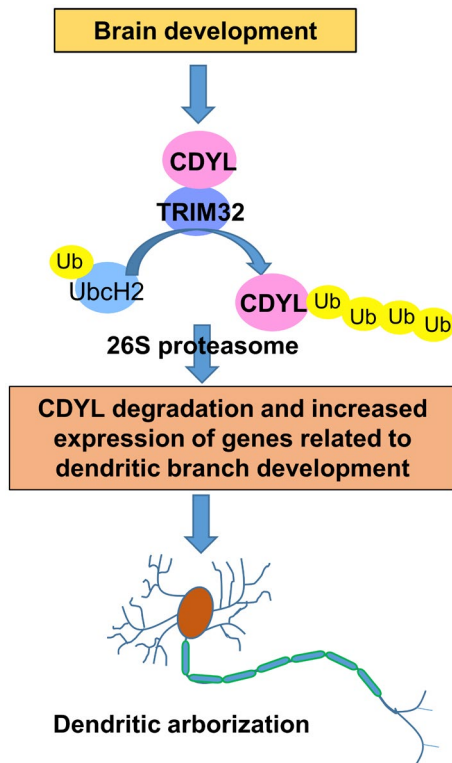 Brain development
CDYL
TRIM32
Ub
UbcH2
CDYL Ub Ub Ub Ub
26S proteasome
CDYL degradation and increased
expression of genes related to
dendritic branch development
Dendritic arborization